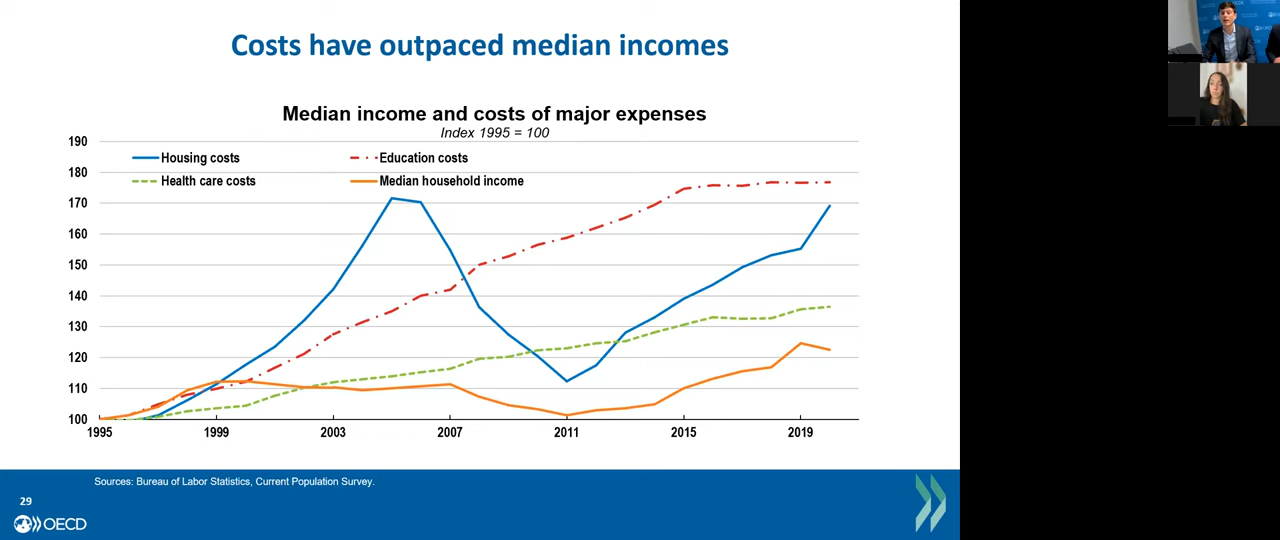 Costs have outpaced median incomes
Median income and costs of major expenses
Index 1995 = 100
190
180
170
160
150
140
130
120
110
100
Housing costs
Education costs
Health care costs
Median household income
1995
1999
2003
2007
2011
2015
2019
Sources: Bureau of Labor Statistics, Current Population Survey.
29
OECD